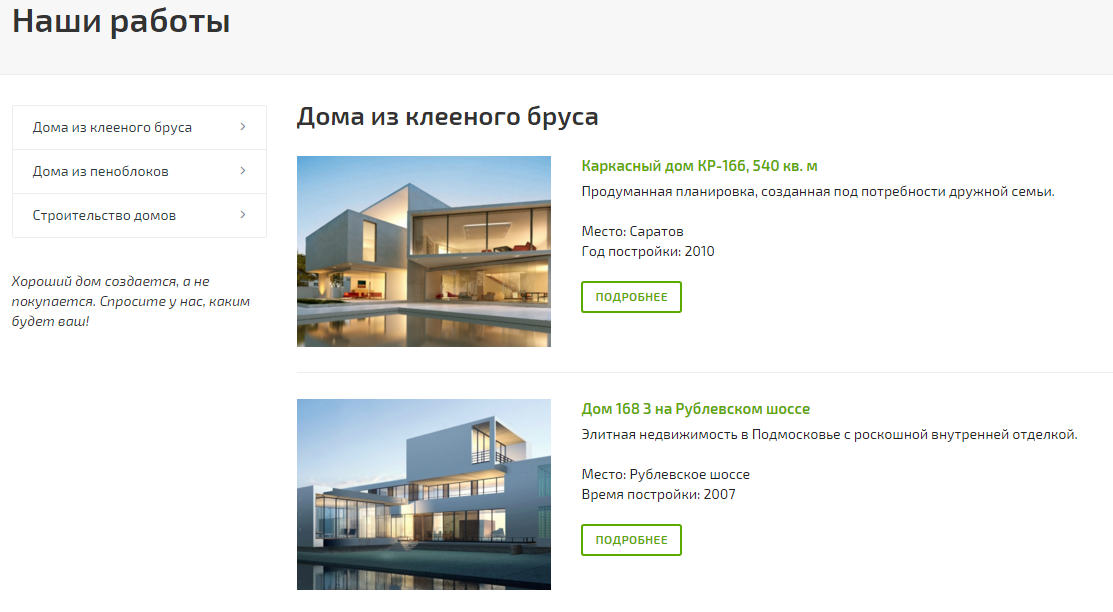 Наши работы
Дома из клееного бруса
Дома из пеноблоков
Строительство домов
Хороший дом создается, а не
покупается. Спросите у нас, каким
будет ваш!
Дома из клееного бруса
Каркасный дом КР-166, 540 кв. м
Продуманная планировка, созданная под потребности дружной семьи.
Место: Саратов
Год постройки: 2010
ПОДРОБНЕЕ
Дом 168 З на Рублевском шоссе
Элитная недвижимость в Подмосковье с роскошной внутренней отделкой.
Место: Рублевское шоссе
Время постройки: 2007
ПОДРОБНЕЕ